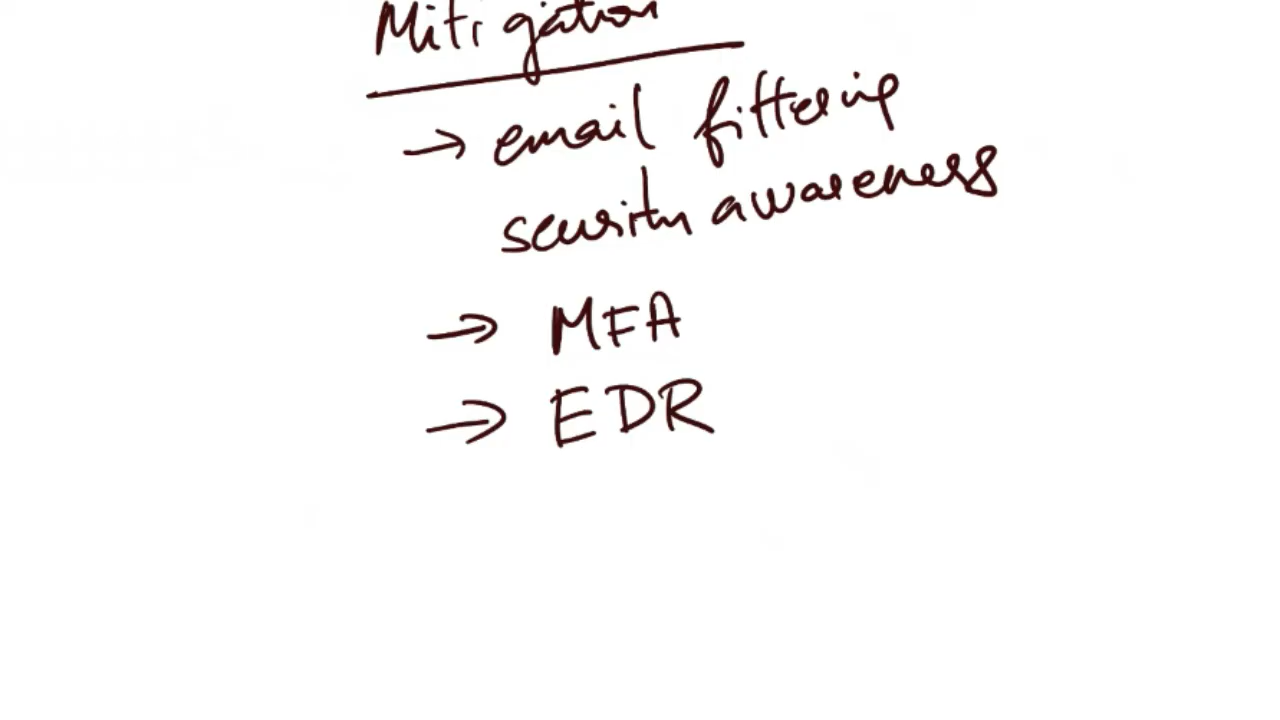 Mitigation
→ email filtering
security awareness
→ MFA
→ EDR